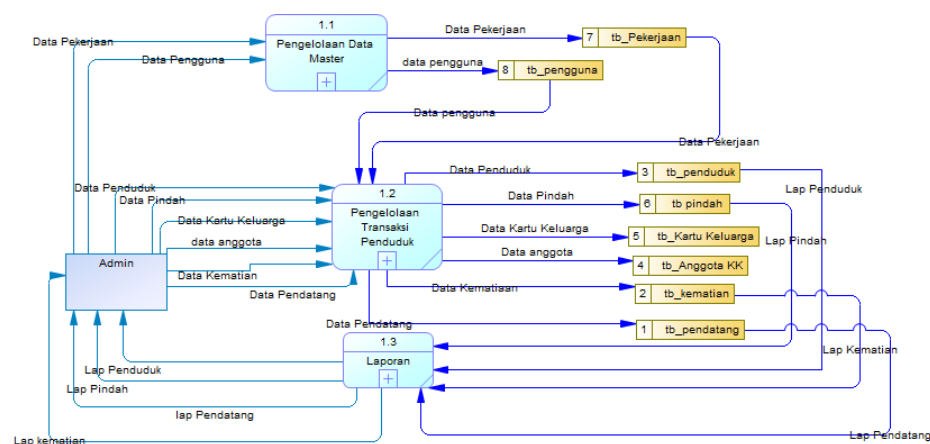 1.1
Pengelolaan Data
Master
Data Pekerjaan
Data Pengguna
Data Pekerjaan
data pengguna
7 tb_Pekerjaan
8 tb_pengguna
Data pengguna
Data Pekerjaan
1.2
Pengelolaan
Transaksi
Penduduk
Data Penduduk
Data Pindah
Data Kartu Keluarga
data anggota
Data Kematian
Data Pendatang
Admin
Data Penduduk
Data Pindah
Data Kartu Keluarga
Data anggota
Data Kematiaan
Data Pendatang
3 tb_penduduk
6 tb pindah
5 tb_Kartu Keluarga
4 tb_Anggota KK
2 tb_kematian
1 tb_pendatang
Lap Penduduk
Lap Pindah
Lap Kematian
Lap Pendatang
1.3
Laporan
Lap Penduduk
Lap Pindah
lap Pendatang
Lap kematian